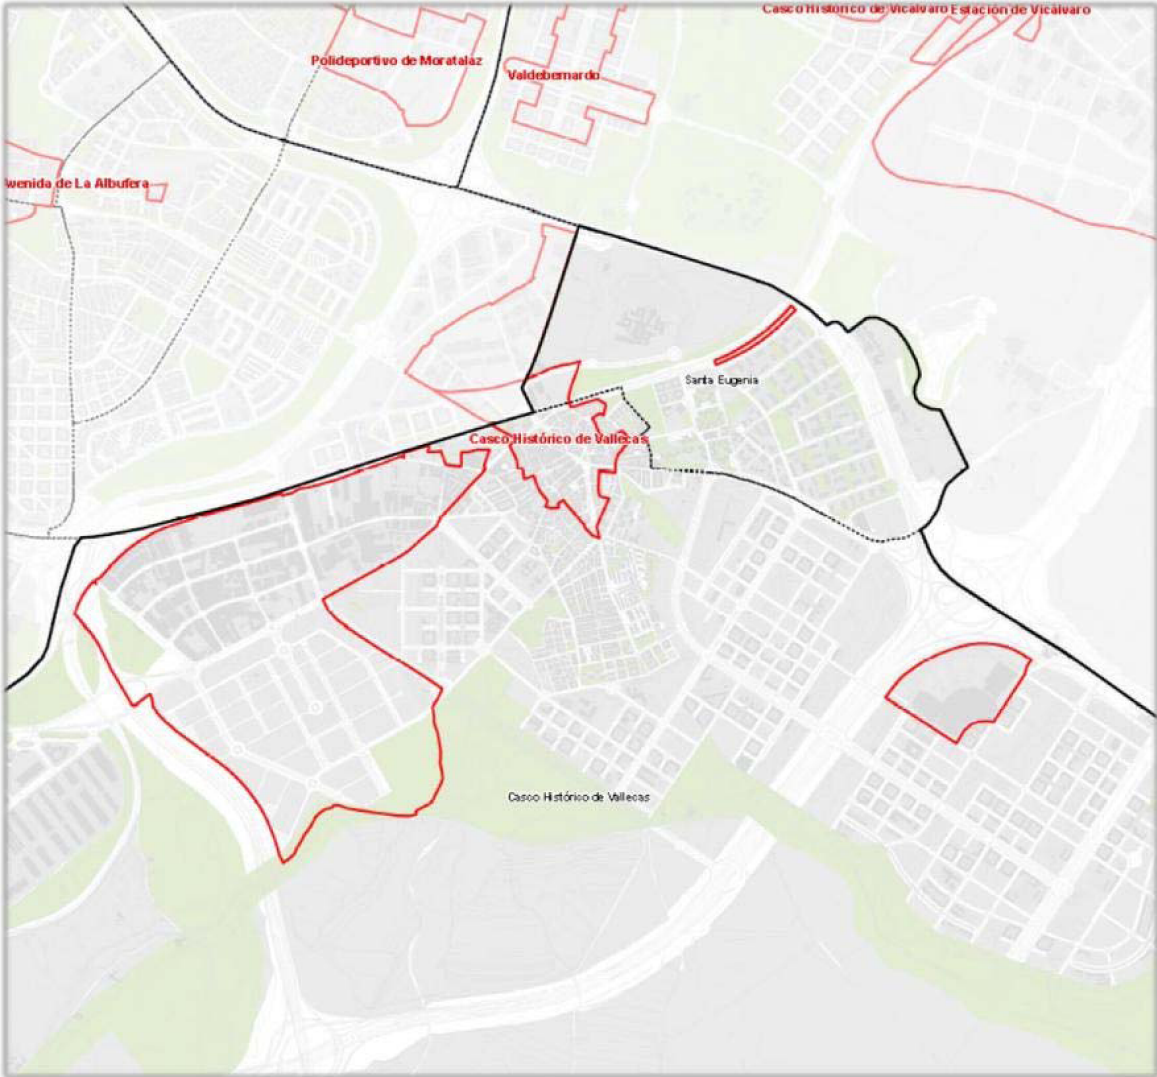 Casco Histórico de Vicálvaro Estación de Vicálvaro
Polideportivo de Moratalaz
Valdebernardo
wenida de La Albufera
Santa Eugenia
Casco Histórico de Vallecas
Casco Histórico de Vallecas